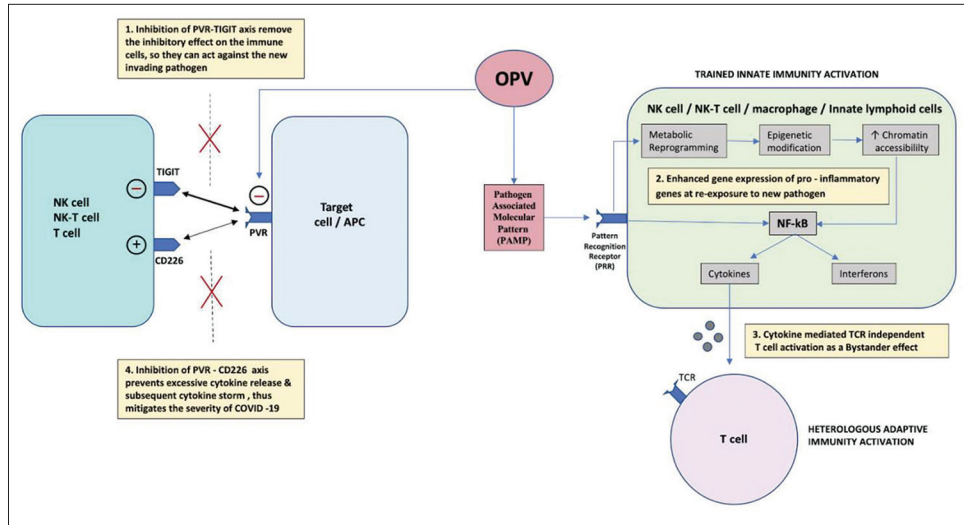 1. Inhibition of PVR-TIGIT axis remove
the inhibitory effect on the immune
cells, so they can act against the new
invading pathogen
OPV
TRAINED INNATE IMMUNITY ACTIVATION
NK cell / NK-T cell / macrophage / Innate lymphoid cells
Metabolic
Reprogramming
Epigenetic
modification
↑ Chromatin
accessibility
2. Enhanced gene expression of pro - inflammatory
genes at re-exposure to new pathogen
NF-kB
Cytokines
Interferons
TIGIT
NK cell
NK-T cell
T cell
CD226
PVR
Target
cell / APC
Pathogen
Associated
Molecular
Pattern
(PAMP)
Pattern
Recognition
Receptor
(PRR)
3. Cytokine mediated TCR independent
T cell activation as a Bystander effect
4. Inhibition of PVR - CD226 axis
prevents excessive cytokine release &
subsequent cytokine storm , thus
mitigates the severity of COVID -19
TCR
T cell
HETEROLOGOUS ADAPTIVE
IMMUNITY ACTIVATION